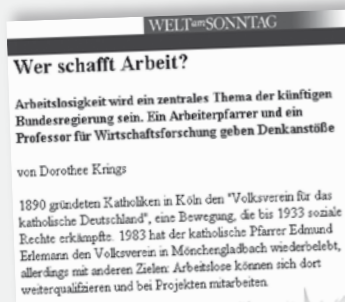 WELT am SONNTAG
Wer schafft Arbeit?
Arbeitslosigkeit wird ein zentrales Thema der künftigen
Bundesregierung sein. Ein Arbeiterpfarrer und ein
Professor für Wirtschaftsforschung geben Denkanstöße
von Dorothee Krings
1890 gründeten Katholiken in Köln den "Volksverein für das
katholische Deutschland", eine Bewegung, die bis 1933 soziale
Rechte erkämpfte. 1983 hat der katholische Pfarrer Edmund
Erlemann den Volksverein in Mönchengladbach wiederbelebt,
allerdings mit anderen Zielen: Arbeitslose können sich dort
weiterqualifizieren und bei Projekten mitarbeiten.